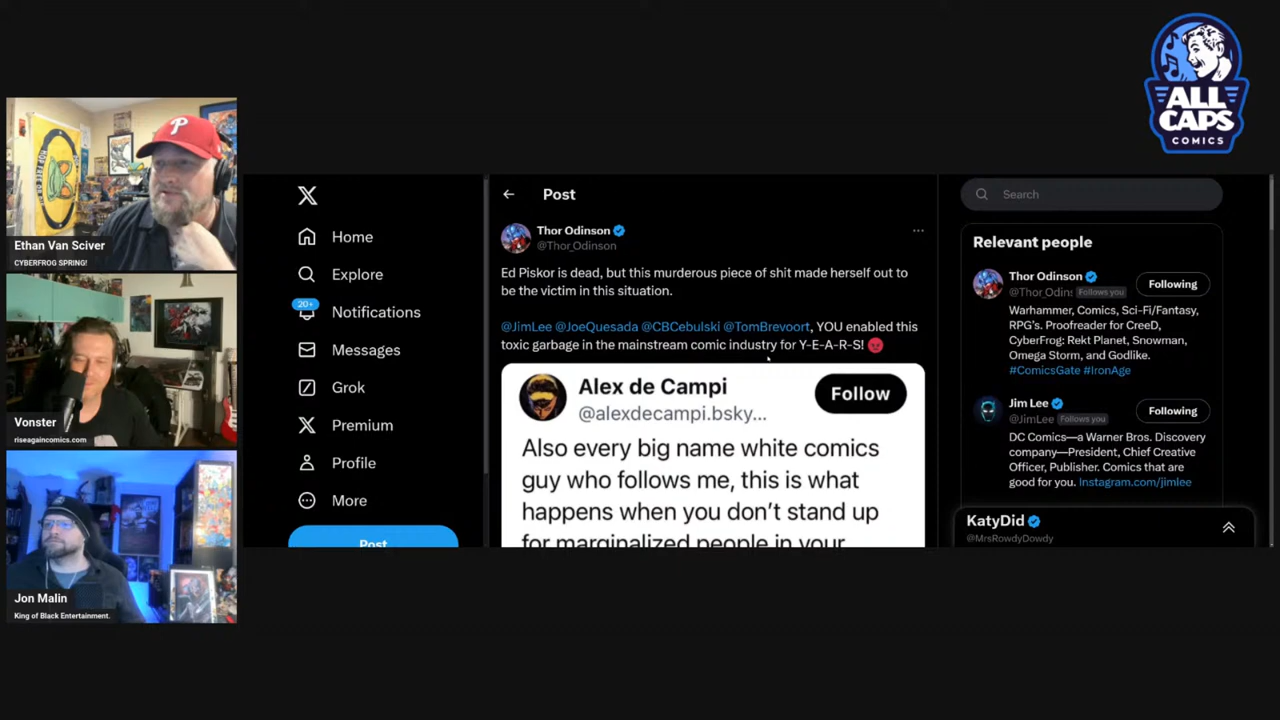 ALL
CAPS
COMICS
Ethan Van Sciver
CYBERFROG SPRING!
Vonster
riseagaincomics.com
Jon Malin
King of Black Entertainment.
X
Home
Explore
20+
Notifications
Messages
Grok
Premium
Profile
More
Post
Post
Thor Odinson
@Thor_Odinson
Ed Piskor is dead, but this murderous piece of shit made herself out to
be the victim in this situation.
@JimLee @JoeQuesada @CBCebulski @TomBrevoort, YOU enabled this
toxic garbage in the mainstream comic industry for Y-E-A-R-S!
Alex de Campi
@alexdecampi.bsky...
Follow
Also every big name white comics
guy who follows me, this is what
happens when you don't stand up
for marginalized people in your
Search
Relevant people
Thor Odinson
@Thor_Odins
Follows you
Following
Warhammer, Comics, Sci-Fi/Fantasy,
RPG's. Proofreader for CreeD,
CyberFrog: Rekt Planet, Snowman,
Omega Storm, and Godlike.
#ComicsGate #IronAge
Jim Lee
@JimLee
Follows you
Following
DC Comics—a Warner Bros. Discovery
company—President, Chief Creative
Officer, Publisher. Comics that are
good for you. Instagram.com/jimlee
KatyDid
@MrsRowdyDowdy